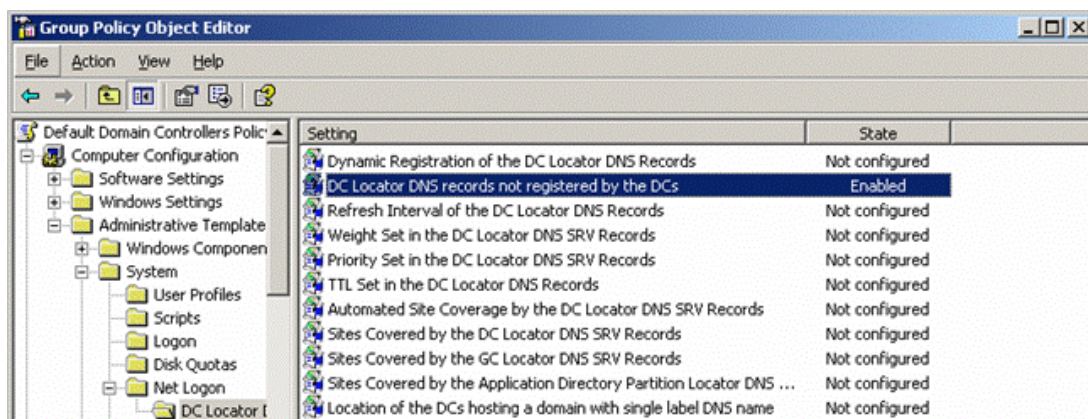 Group Policy Object Editor
File Action View Help
Default Domain Controllers Polic
Computer Configuration
Software Settings
Windows Settings
Administrative Template
Windows Componen
System
User Profiles
Scripts
Logon
Disk Quotas
Net Logon
DC Locator
Setting State
Dynamic Registration of the DC Locator DNS Records Not configured
DC Locator DNS records not registered by the DCs Enabled
Refresh Interval of the DC Locator DNS Records Not configured
Weight Set in the DC Locator DNS SRV Records Not configured
Priority Set in the DC Locator DNS SRV Records Not configured
TTL Set in the DC Locator DNS Records Not configured
Automated Site Coverage by the DC Locator DNS SRV Records Not configured
Sites Covered by the DC Locator DNS SRV Records Not configured
Sites Covered by the GC Locator DNS SRV Records Not configured
Sites Covered by the Application Directory Partition Locator DNS ... Not configured
Location of the DCs hosting a domain with single label DNS name Not configured